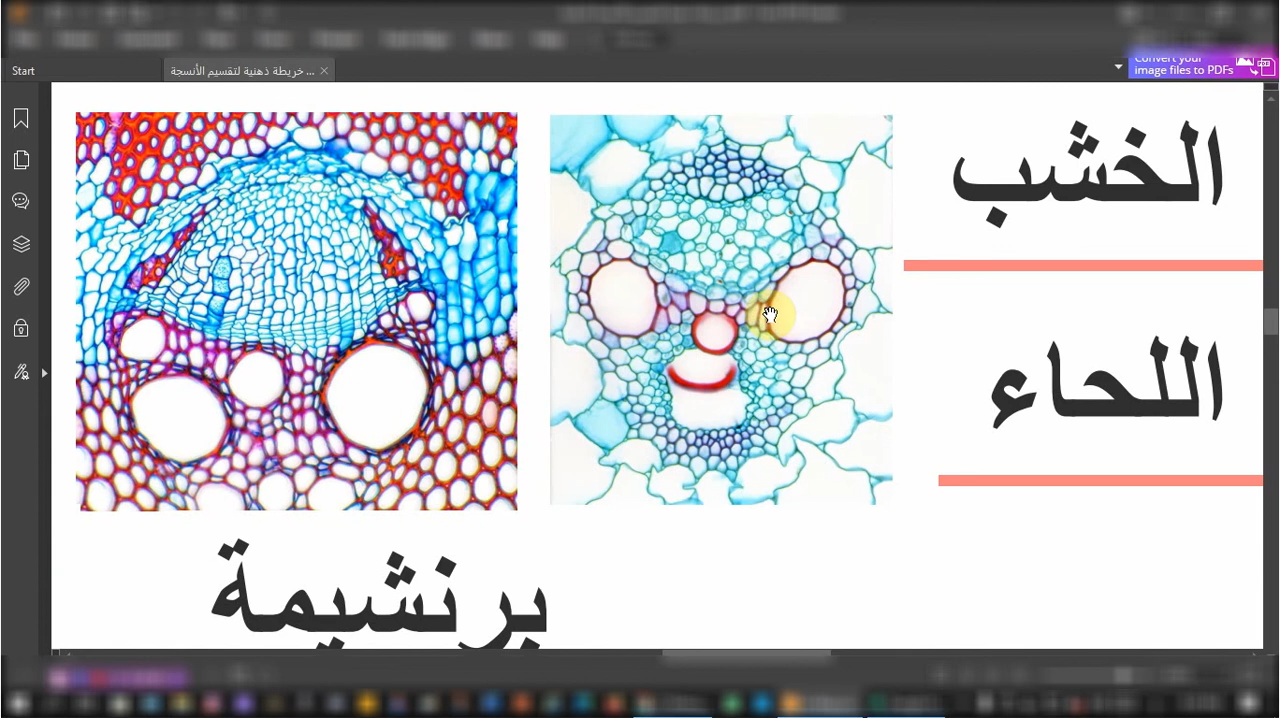 Start
خريطة ذهنية لتقسيم الأنسجة ...
Convert your
image files to PDFs
الخشب
اللحاء
برنشيمة